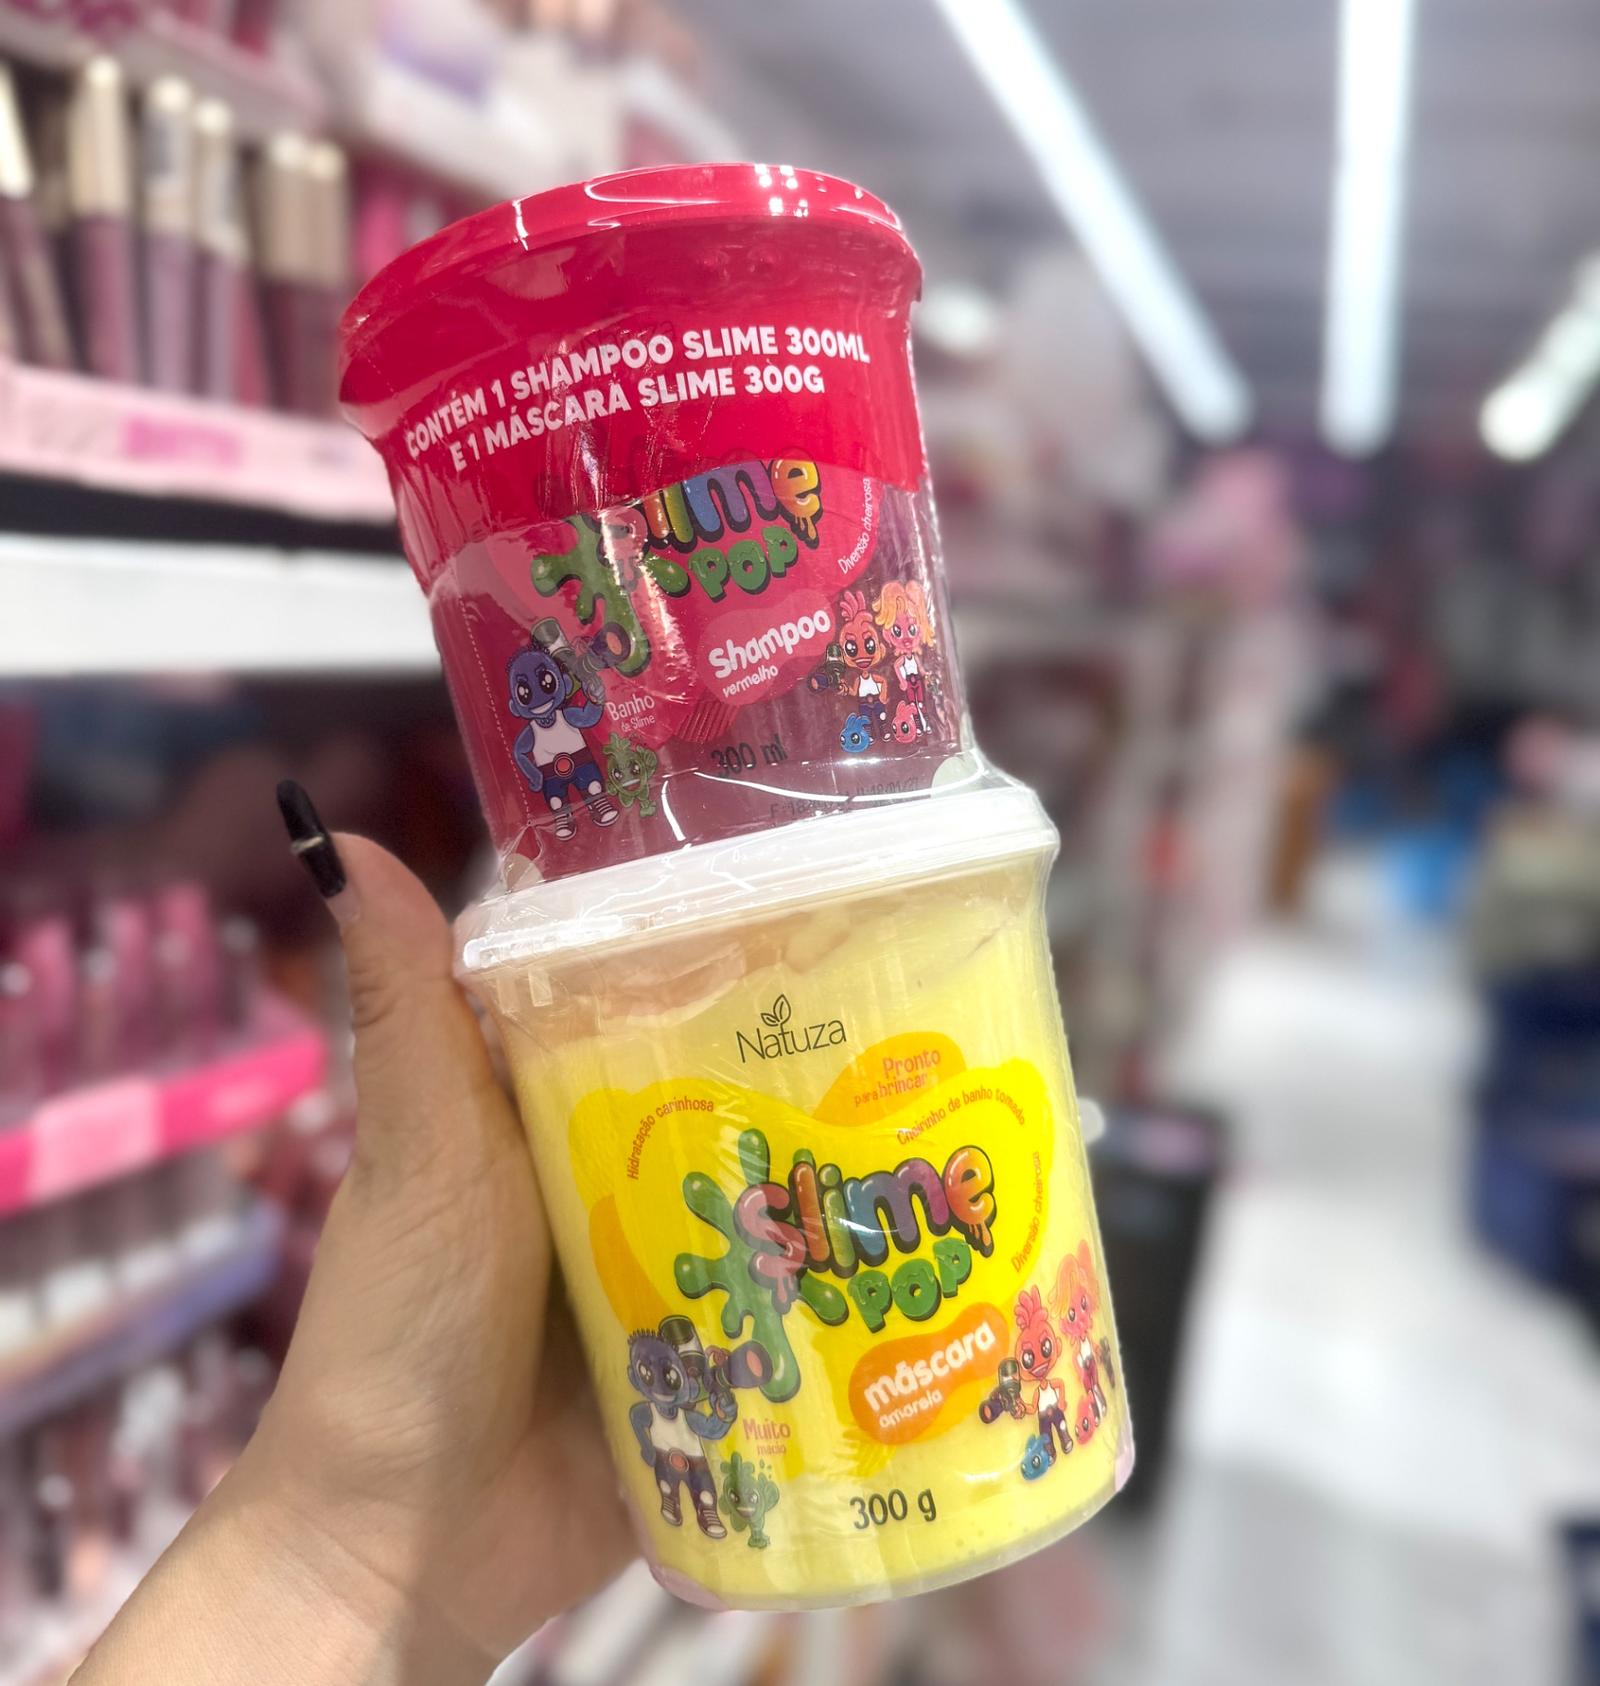 CONTÉM 1 SHAMPOO SLIME 300ML
E 1 MÁSCARA SLIME 300G
slime
POP
Diversão cheirosa
Shampoo
vermelho
Banho
de Slime
300 ml
Natuza
Pronto
para brincar
Hidratação carinhosa
Cheirinho de banho tomado
slime
POP
Diversão cheirosa
máscara
amarela
Muito
macio
300 g